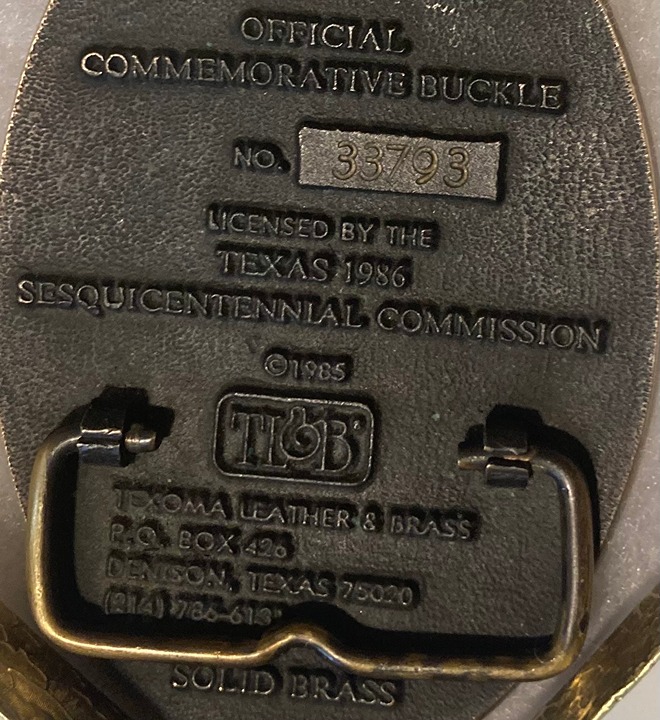 OFFICIAL
COMMEMORATIVE BUCKLE
NO. 33793
LICENSED BY THE
TEXAS 1986
SESQUICENTENNIAL COMMISSION
©1985
TL&B
TEXOMA LEATHER & BRASS
P.O. BOX 426
DENISON, TEXAS 75020
(214)
SOLID BRASS